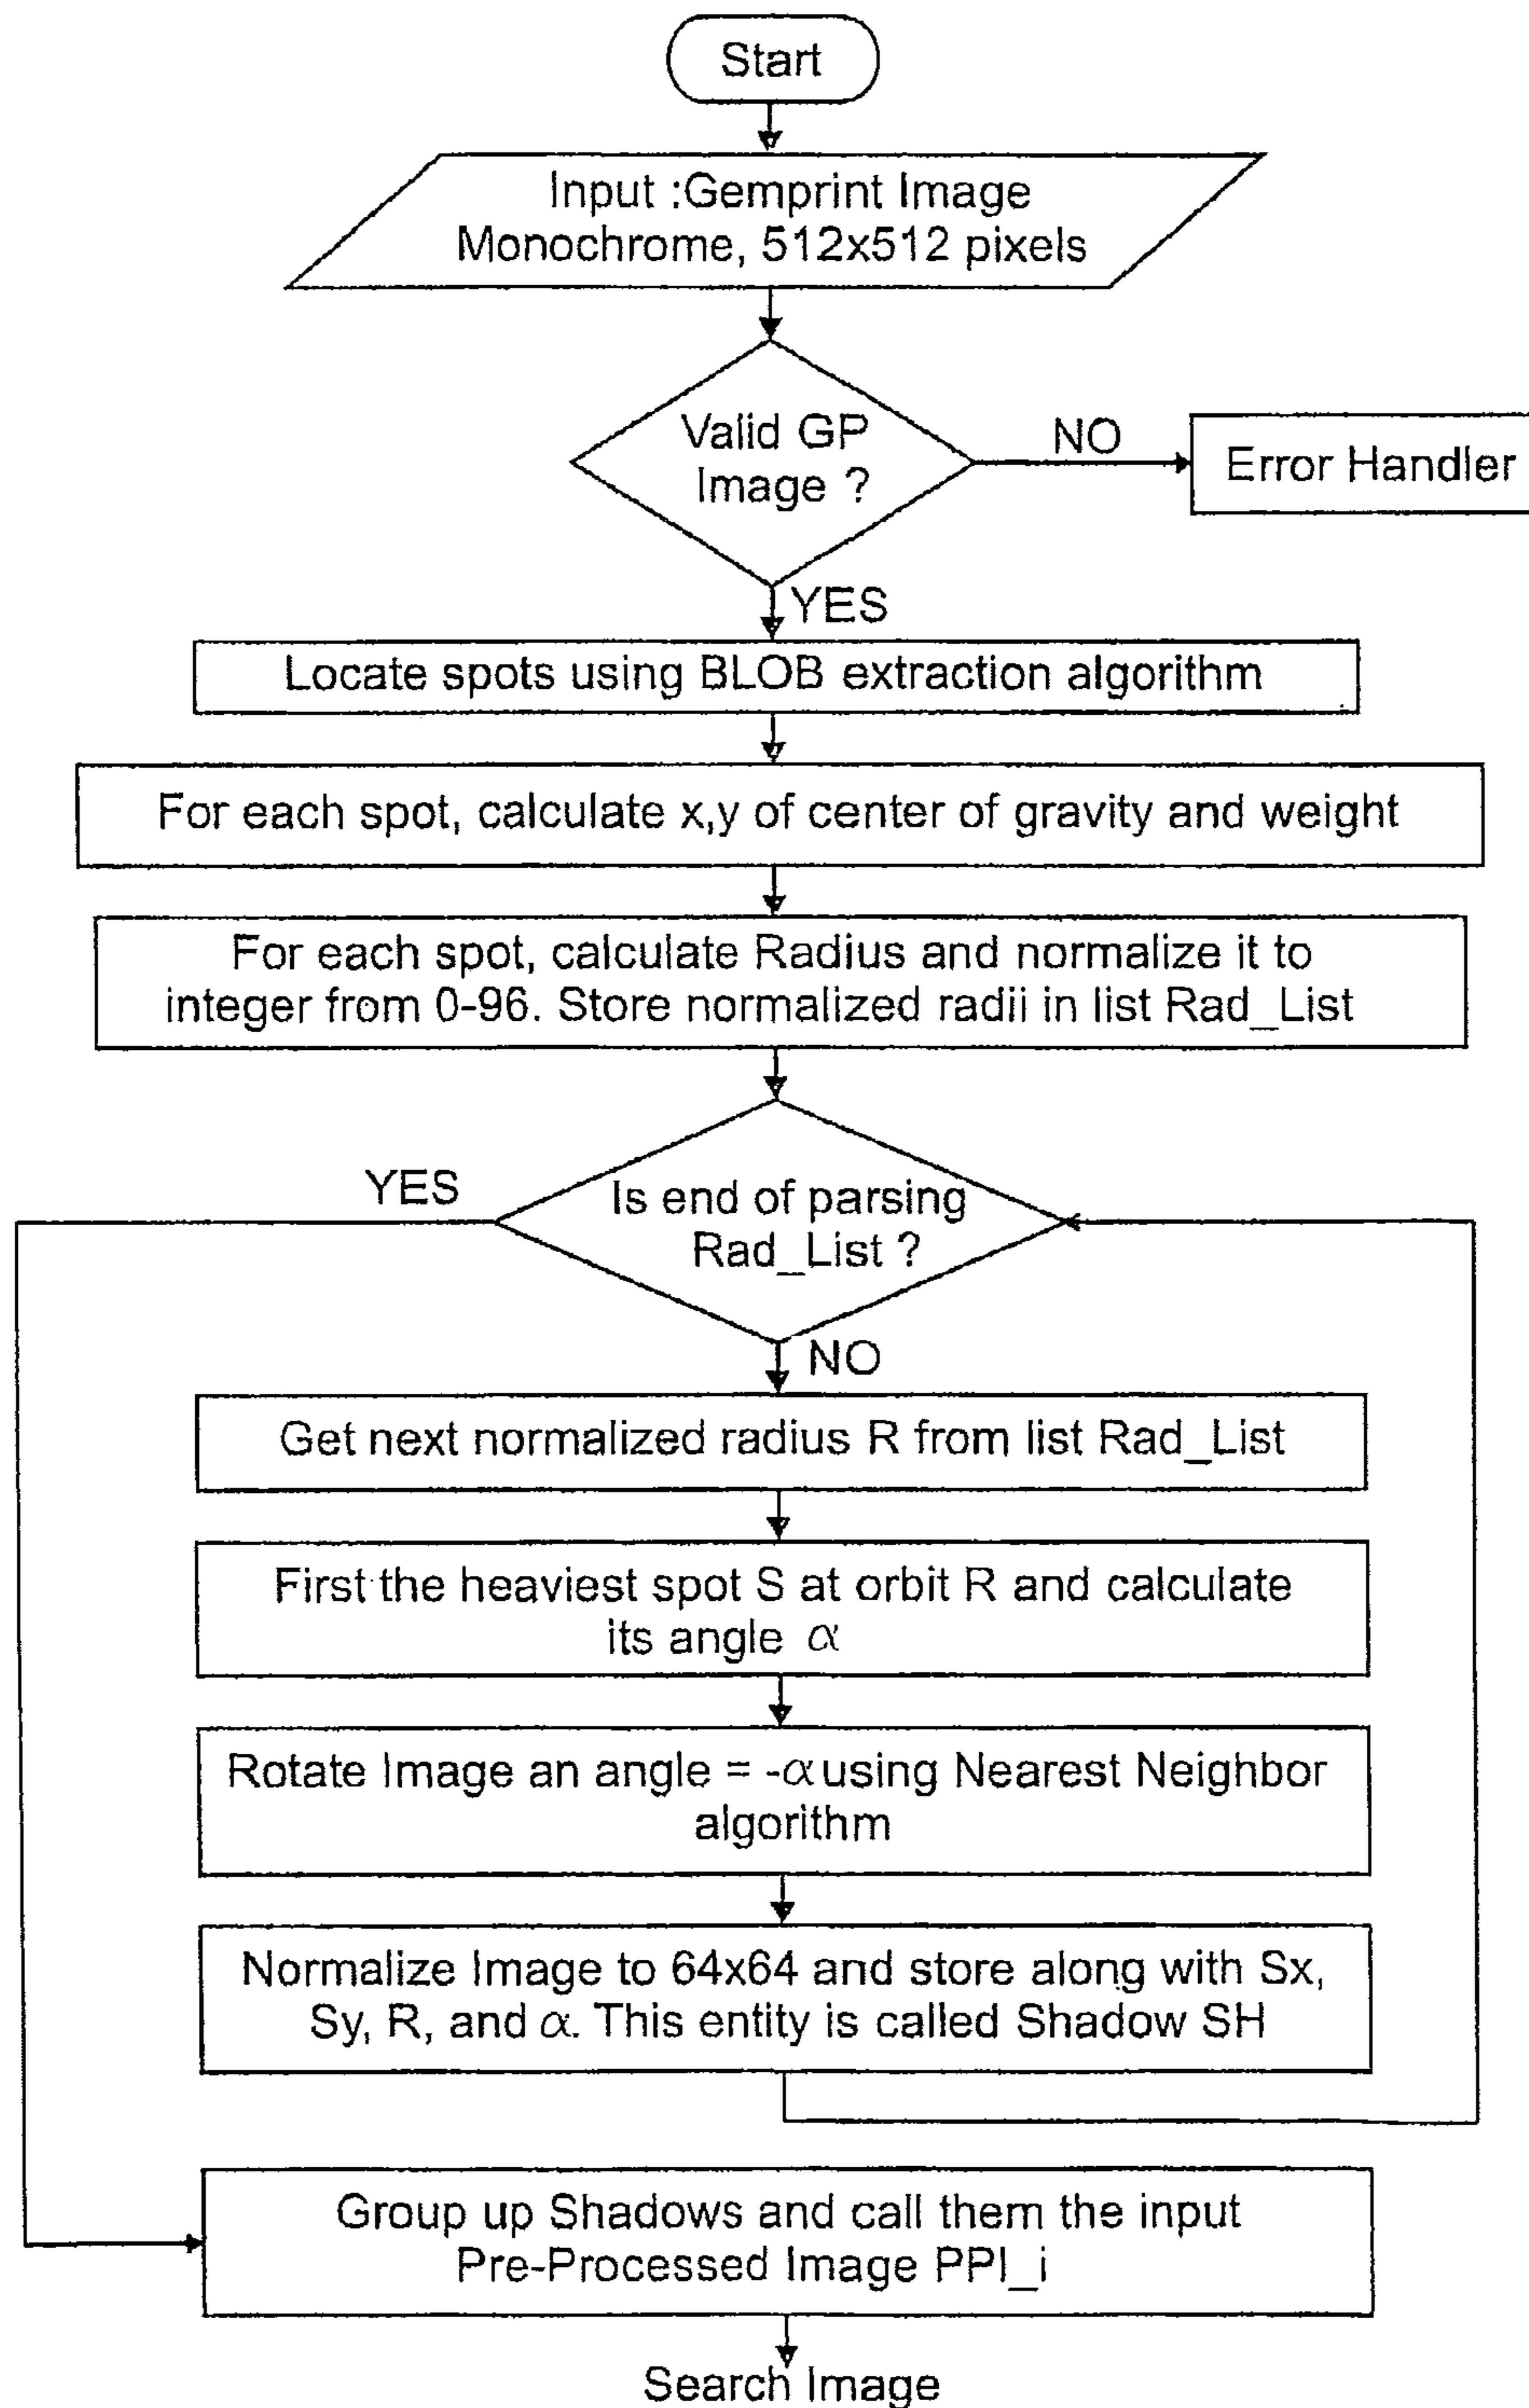 Start
Input :Gemprint Image
Monochrome, 512x512 pixels
Valid GP
Image ?
NO
Error Handler
YES
Locate spots using BLOB extraction algorithm
For each spot, calculate x,y of center of gravity and weight
For each spot, calculate Radius and normalize it to
integer from 0-96. Store normalized radii in list Rad_List
YES
Is end of parsing
Rad_List ?
NO
Get next normalized radius R from list Rad_List
First the heaviest spot S at orbit R and calculate
its angle α
Rotate Image an angle = -α using Nearest Neighbor
algorithm
Normalize Image to 64x64 and store along with Sx,
Sy, R, and α. This entity is called Shadow SH
Group up Shadows and call them the input
Pre-Processed Image PPI_i
Search Image